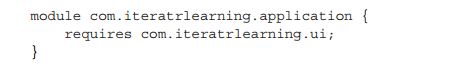 module com.iteratrlearning.application {
    requires com.iteratrlearning.ui;
}